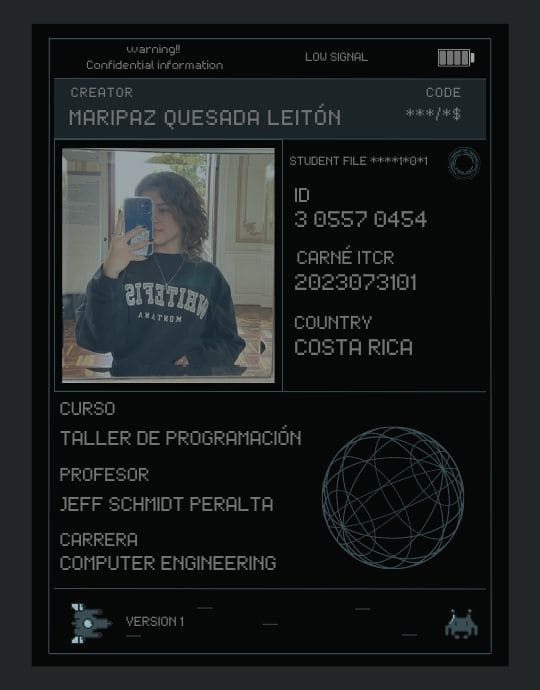 warning!!
Confidential information
LOW SIGNAL
CREATOR
CODE
MARIPAZ QUESADA LEITÓN
***/*$
STUDENT FILE ****1*0*1
ID
3 0557 0454
CARNÉ ITCR
2023073101
COUNTRY
COSTA RICA
WHITEFIS
MONTANA
CURSO
TALLER DE PROGRAMACIÓN
PROFESOR
JEFF SCHMIDT PERALTA
CARRERA
COMPUTER ENGINEERING
VERSION 1